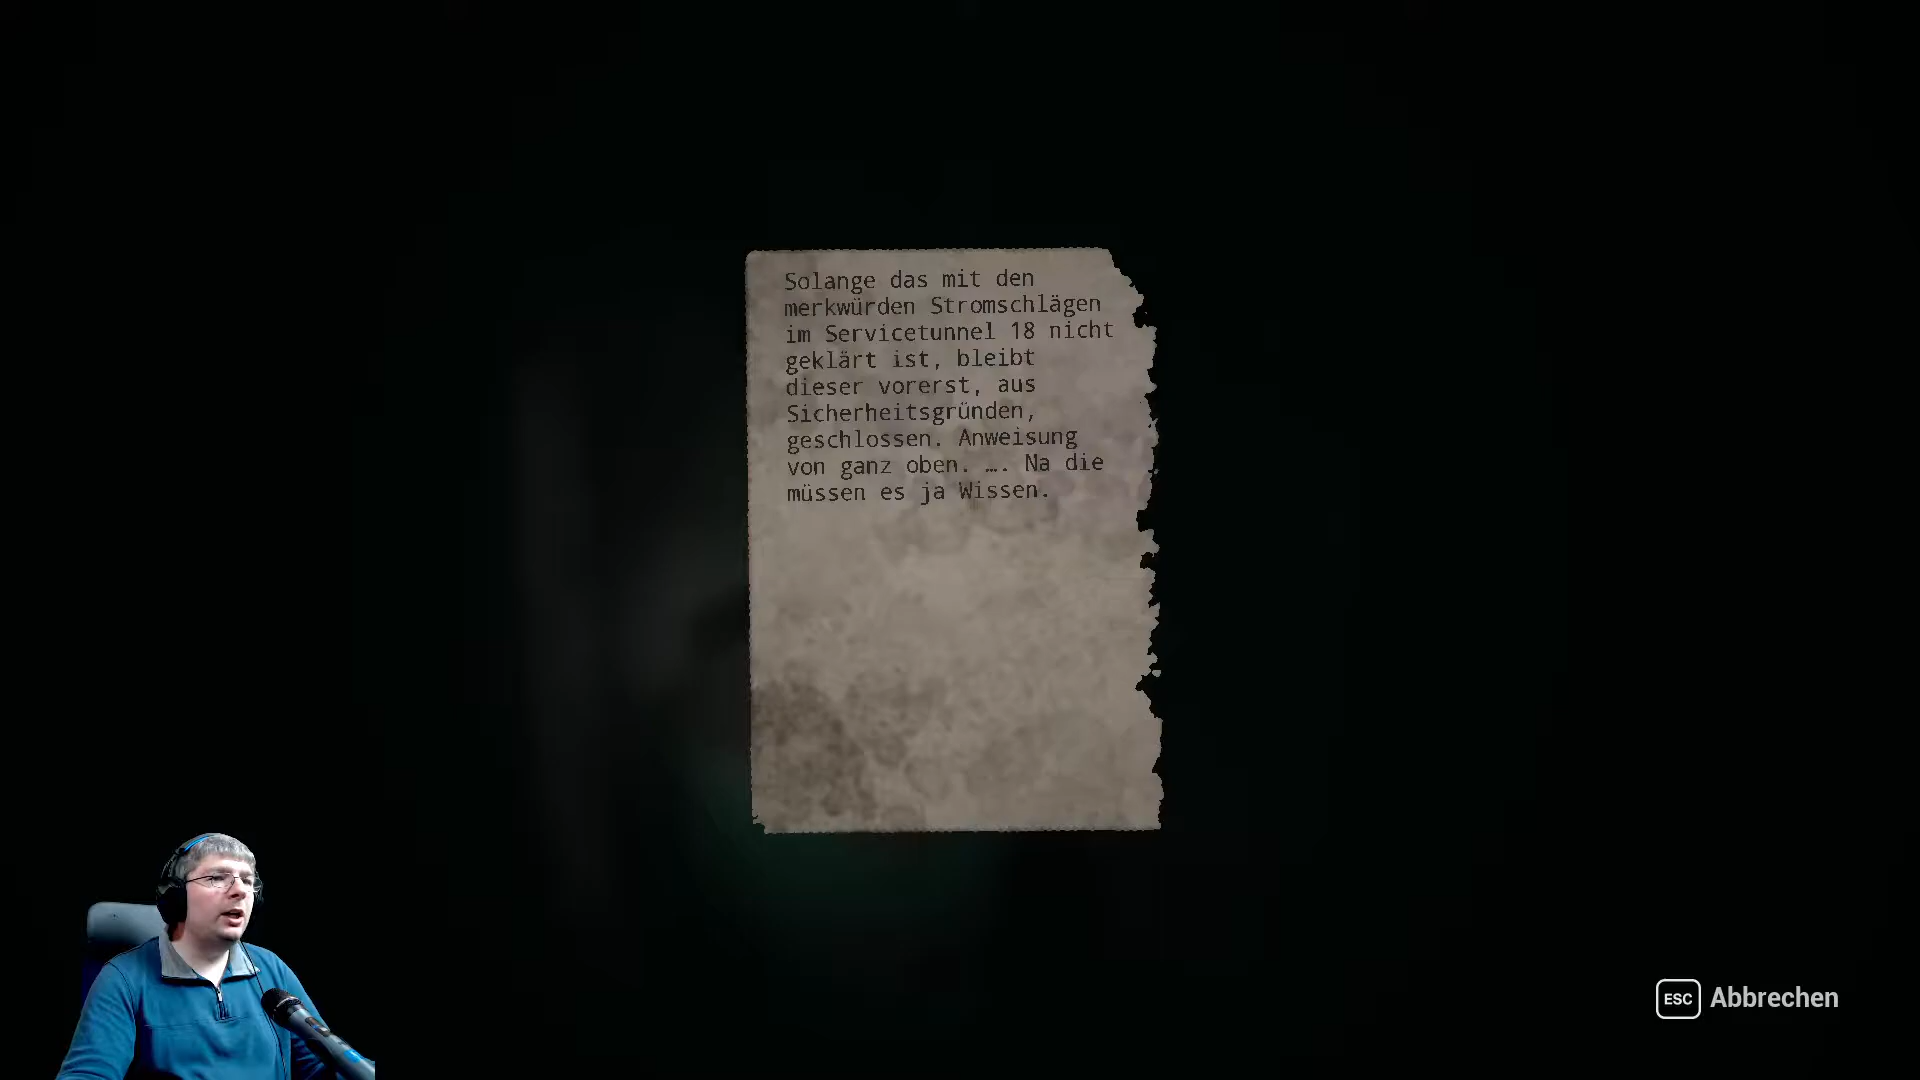 Solange das mit den
merkwürden Stromschlägen
im Servicetunnel 18 nicht
geklärt ist, bleibt
dieser vorerst, aus
Sicherheitsgründen,
geschlossen. Anweisung
von ganz oben. …. Na die
müssen es ja Wissen.
ESC Abbrechen